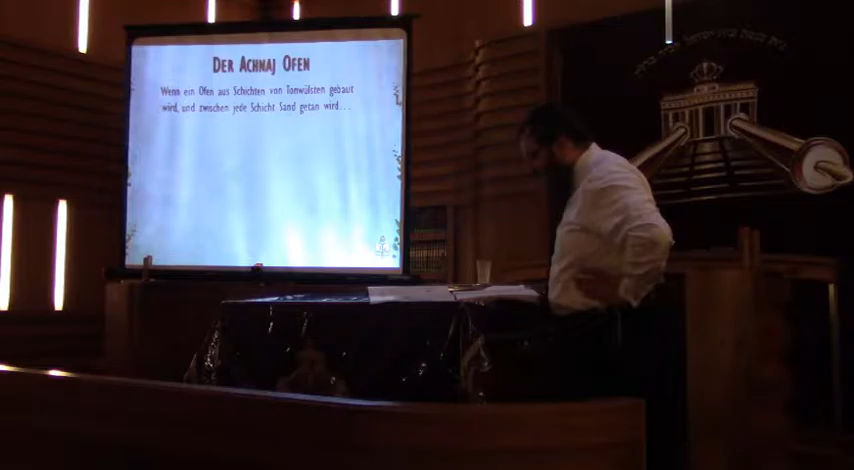 DER ACHNAJ OFEN
Wenn ein Ofen aus Schichten von Tonwülsten gebaut
wird, und zwischen jede Schicht Sand getan wird...